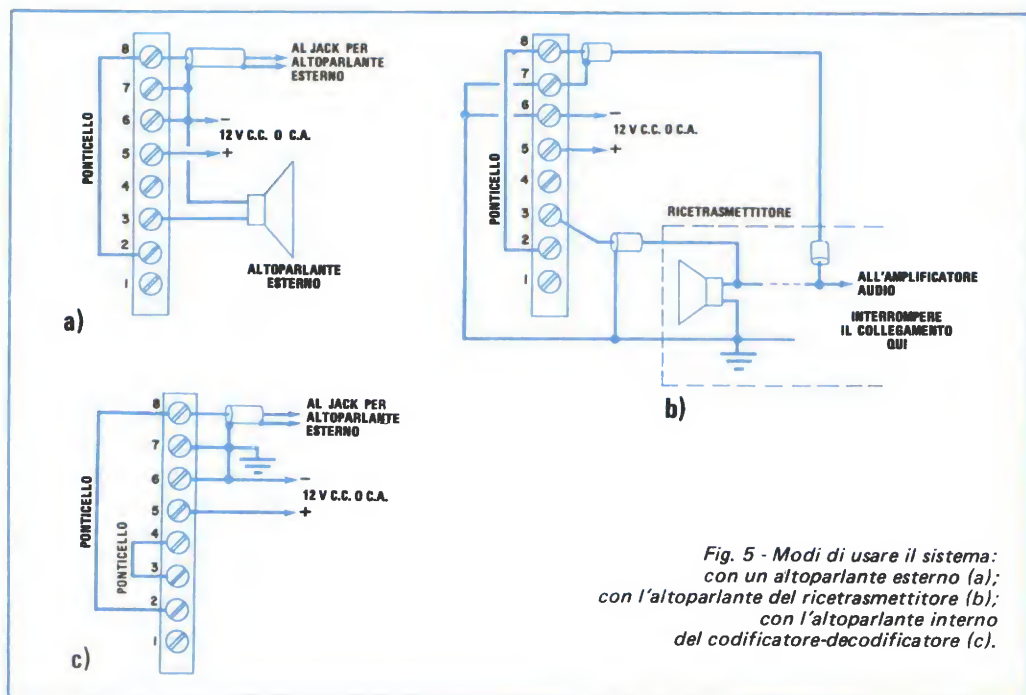 8
7
6
5
4
3
2
1
PONTICELLO
AL JACK PER
ALTOPARLANTE
ESTERNO
-
12 V C.C. O C.A.
+
ALTOPARLANTE
ESTERNO
a)
8
7
6
5
4
3
2
1
PONTICELLO
-
12 V C.C. O C.A.
+
RICETRASMETTITORE
ALL'AMPLIFICATORE
AUDIO
INTERROMPERE
IL COLLEGAMENTO
QUI
b)
8
7
6
5
4
3
2
1
PONTICELLO
PONTICELLO
AL JACK PER
ALTOPARLANTE
ESTERNO
-
12 V C.C. O C.A.
+
c)
Fig. 5 - Modi di usare il sistema:
con un altoparlante esterno (a);
con l'altoparlante del ricetrasmettitore (b);
con l'altoparlante interno
del codificatore-decodificatore (c).